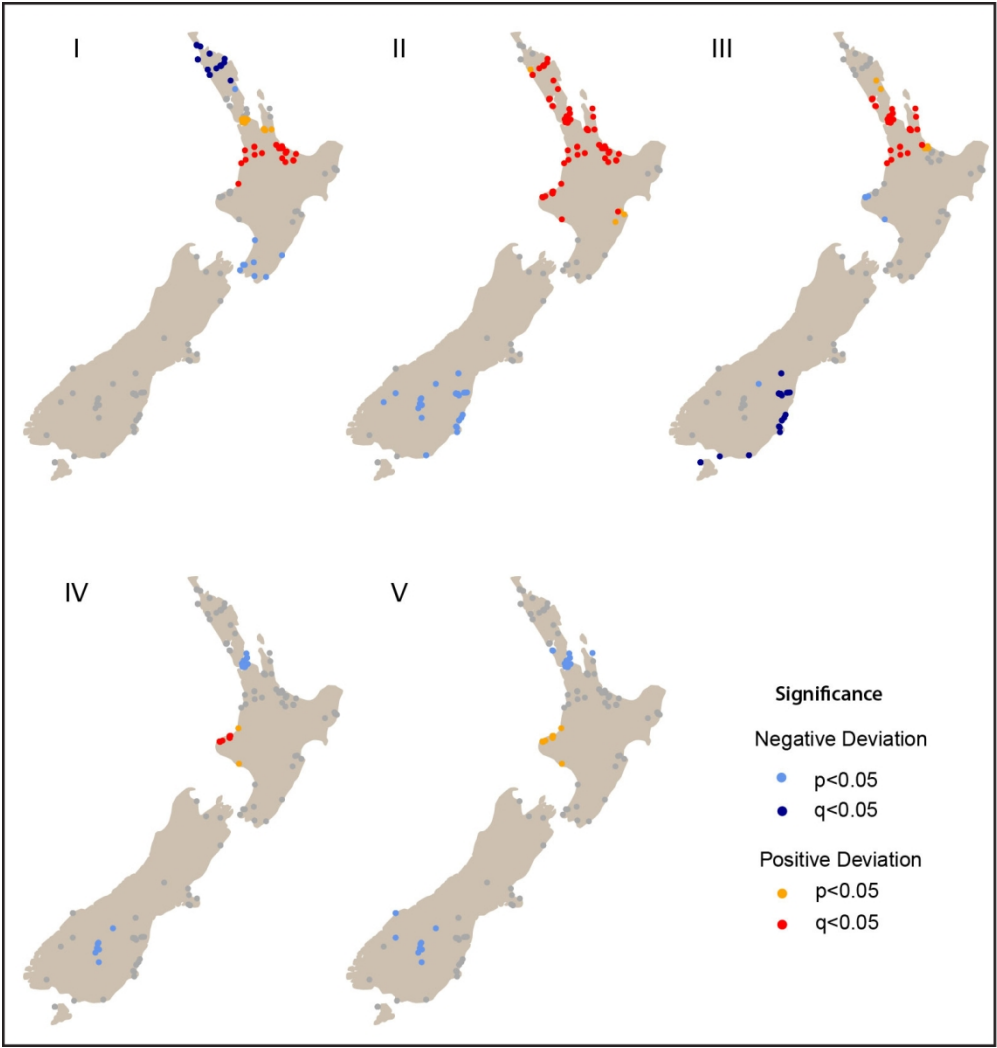 I
II
III
IV
V
Significance
Negative Deviation
p<0.05
q<0.05
Positive Deviation
p<0.05
q<0.05